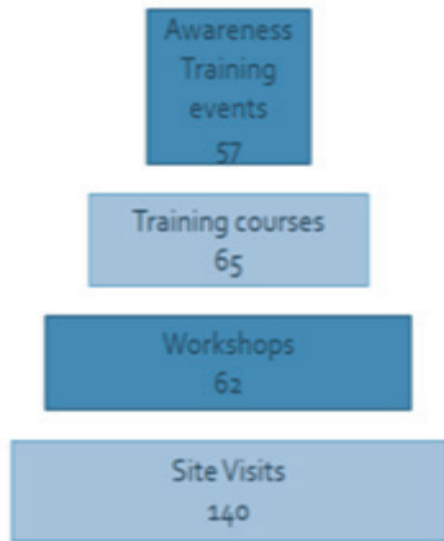 Awareness
Training
events
57
Training courses
65
Workshops
62
Site Visits
140